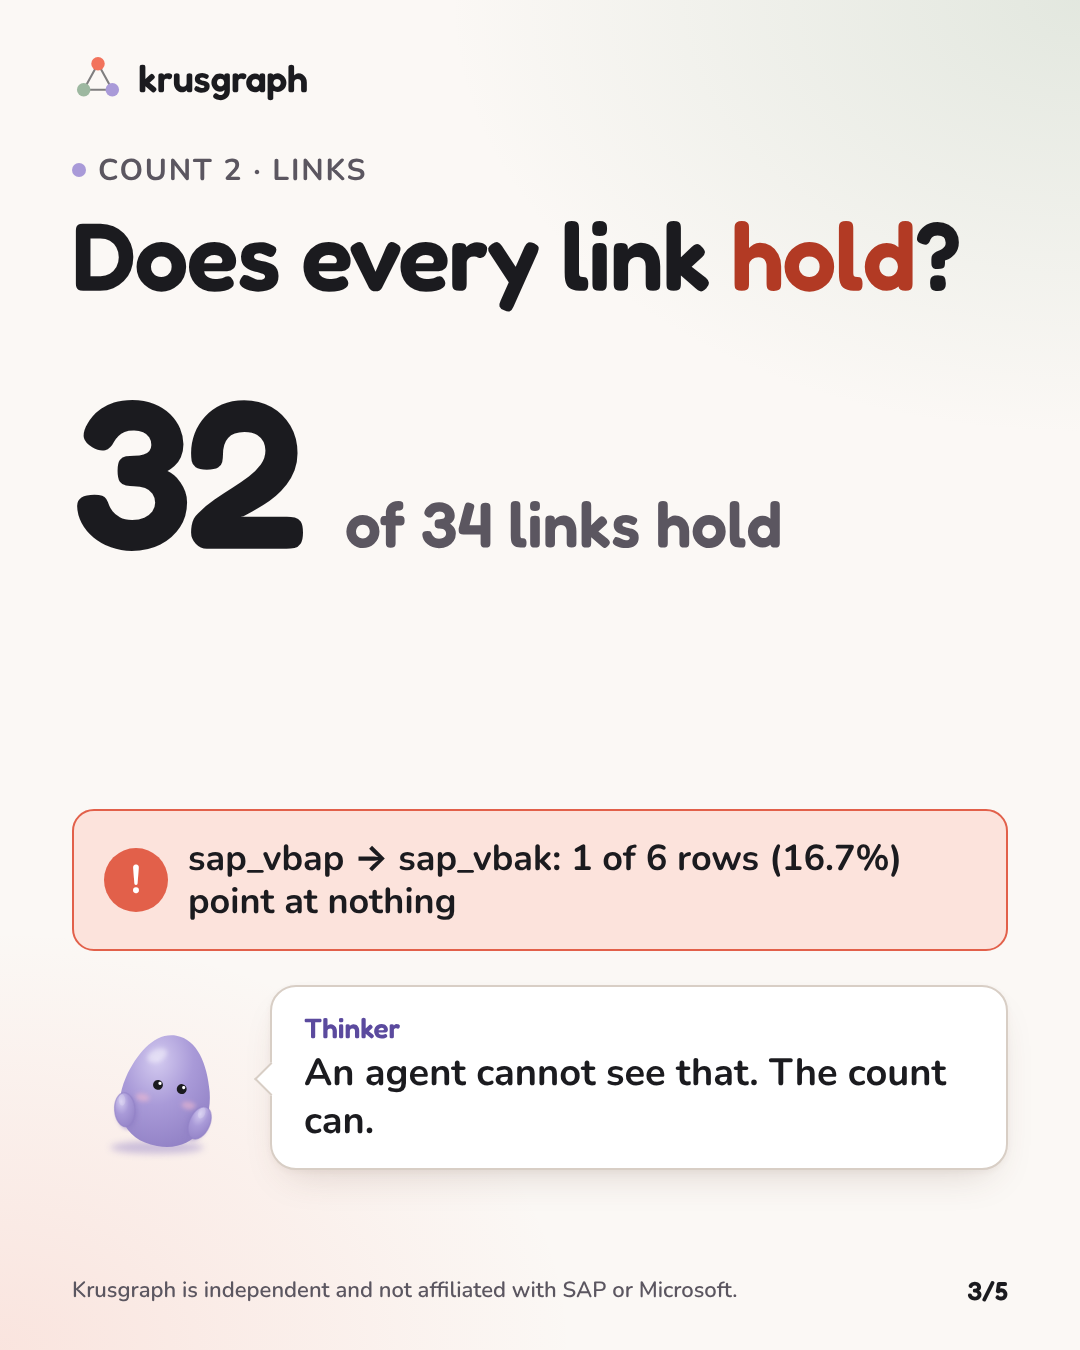 krusgraph
COUNT 2 · LINKS
Does every link hold?
32 of 34 links hold
! sap_vbap → sap_vbak: 1 of 6 rows (16.7%)
point at nothing
Thinker
An agent cannot see that. The count
can.
Krusgraph is independent and not affiliated with SAP or Microsoft.
3/5